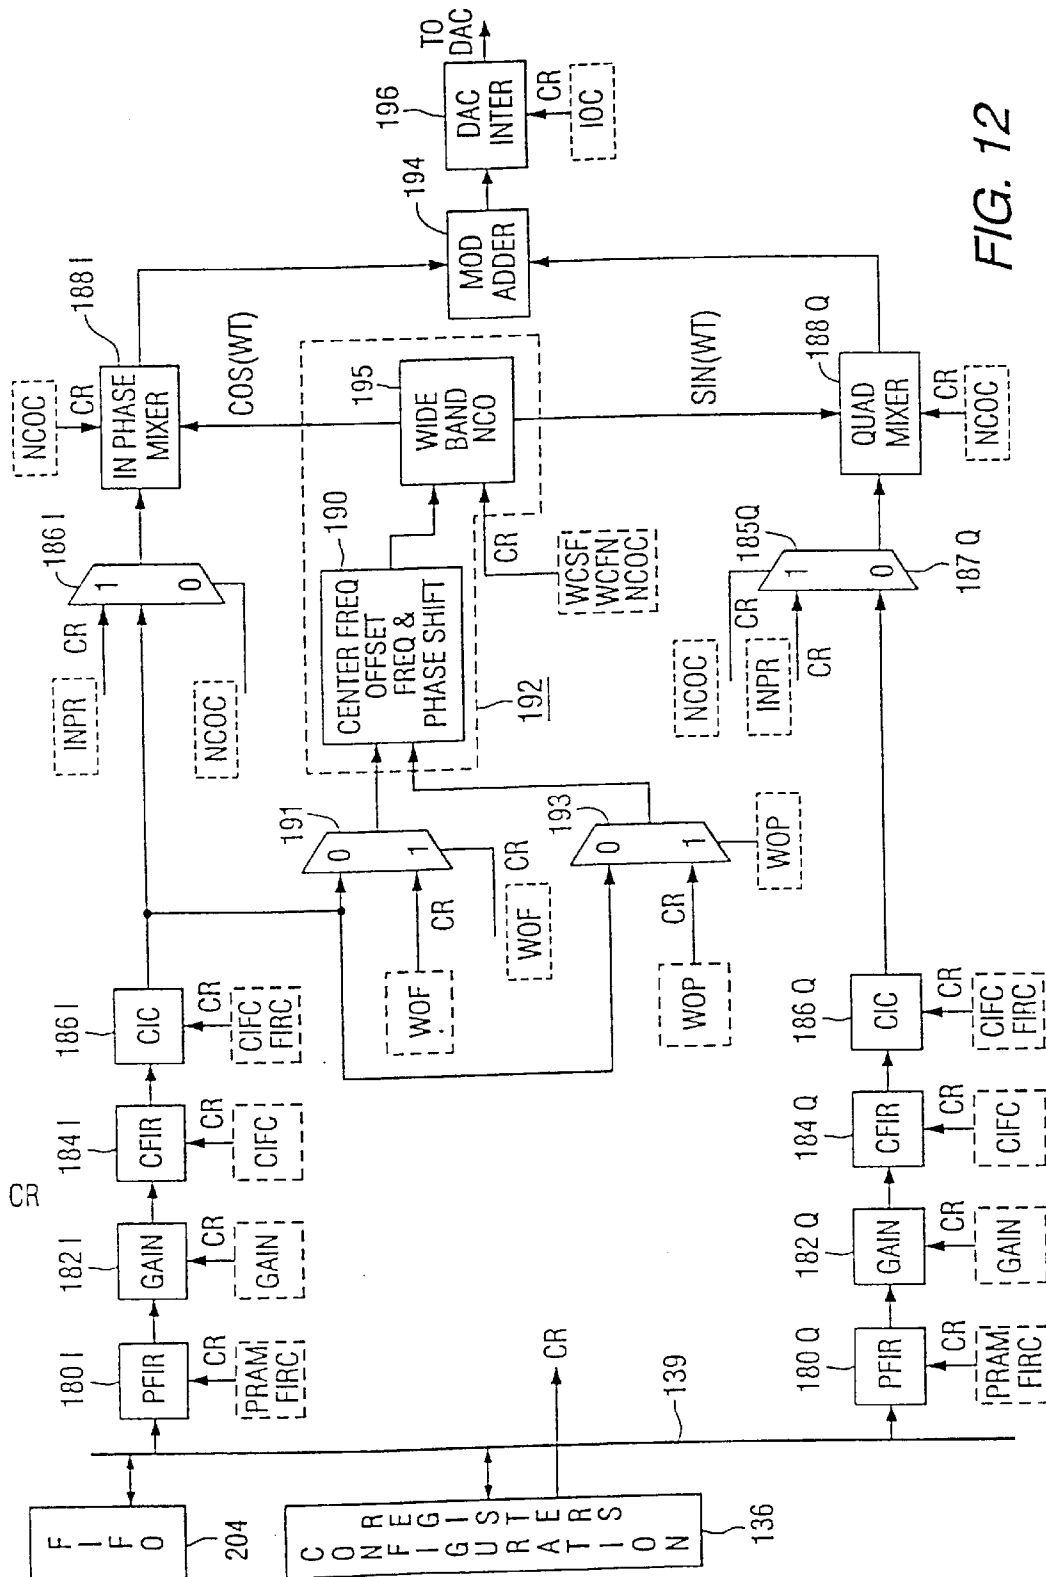 FIFO
204
CONFIGURATION
REGISTERS
136
139
CR
CR
180 I
PFIR
CR
PRAM
FIRC
182 I
GAIN
CR
GAIN
184 I
CFIR
CR
CIFC
186 I
CIC
CR
CIFC
FIRC
INPR
CR
186 I
1
0
NCOC
NCOC
CR
IN PHASE
MIXER
188 I
COS(WT)
191
0
1
WOF
CR
WOF
CR
193
0
1
WOP
CR
WOP
190
CENTER FREQ
OFFSET
FREQ &
PHASE SHIFT
192
195
WIDE
BAND
NCO
CR
WCSF
WCFN
NCOC
SIN(WT)
194
MOD
ADDER
196
DAC
INTER
CR
IOC
TO
DAC
180 Q
PFIR
CR
PRAM
FIRC
182 Q
GAIN
CR
GAIN
184 Q
CFIR
CR
CIFC
186 Q
CIC
CR
CIFC
FIRC
NCOC
CR
INPR
CR
185Q
1
0
187 Q
188 Q
QUAD
MIXER
CR
NCOC
FIG. 12